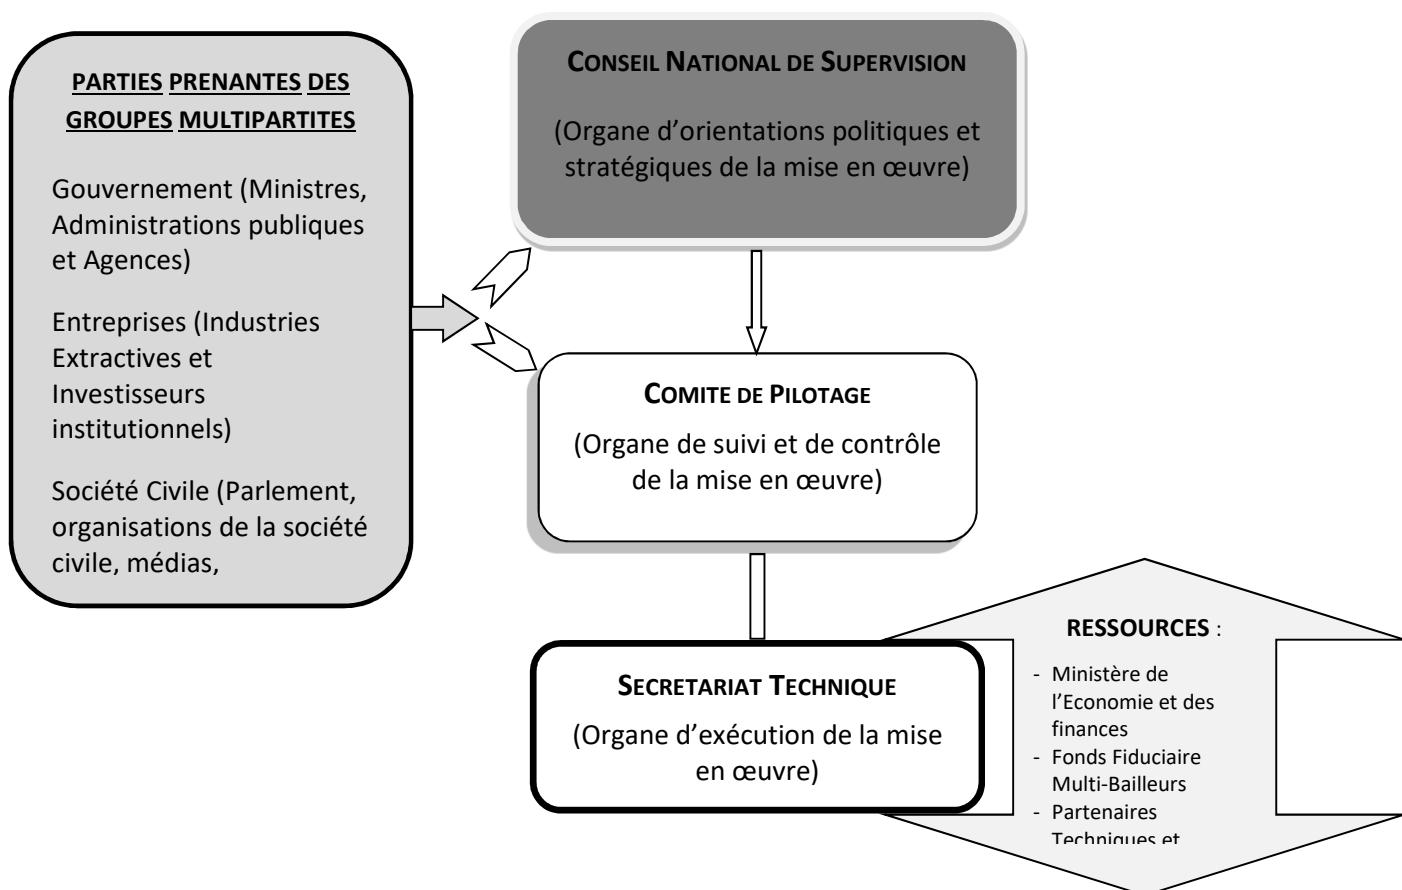 PARTIES PRENANTES DES
GROUPES MULTIPARTITES
Gouvernement (Ministres,
Administrations publiques
et Agences)
Entreprises (Industries
Extractives et
Investisseurs
institutionnels)
Société Civile (Parlement,
organisations de la société
civile, médias,
CONSEIL NATIONAL DE SUPERVISION
(Organe d’orientations politiques et
stratégiques de la mise en œuvre)
COMITE DE PILOTAGE
(Organe de suivi et de contrôle
de la mise en œuvre)
SECRETARIAT TECHNIQUE
(Organe d’exécution de la mise
en œuvre)
RESSOURCES :
- Ministère de
l’Economie et des
finances
- Fonds Fiduciaire
Multi-Bailleurs
- Partenaires
Techniques et